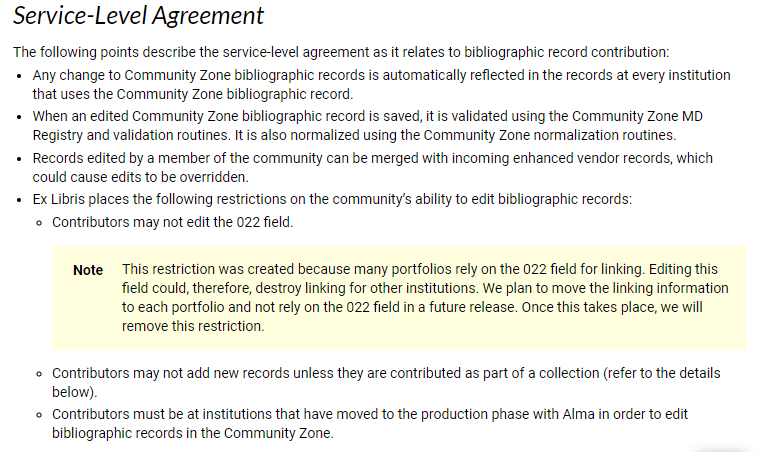 Service-Level Agreement
The following points describe the service-level agreement as it relates to bibliographic record contribution:
• Any change to Community Zone bibliographic records is automatically reflected in the records at every institution
that uses the Community Zone bibliographic record.
• When an edited Community Zone bibliographic record is saved, it is validated using the Community Zone MD
Registry and validation routines. It is also normalized using the Community Zone normalization routines.
• Records edited by a member of the community can be merged with incoming enhanced vendor records, which
could cause edits to be overridden.
• Ex Libris places the following restrictions on the community's ability to edit bibliographic records:
◦ Contributors may not edit the 022 field.
Note This restriction was created because many portfolios rely on the 022 field for linking. Editing this
field could, therefore, destroy linking for other institutions. We plan to move the linking information
to each portfolio and not rely on the 022 field in a future release. Once this takes place, we will
remove this restriction.
◦ Contributors may not add new records unless they are contributed as part of a collection (refer to the details
below).
◦ Contributors must be at institutions that have moved to the production phase with Alma in order to edit
bibliographic records in the Community Zone.